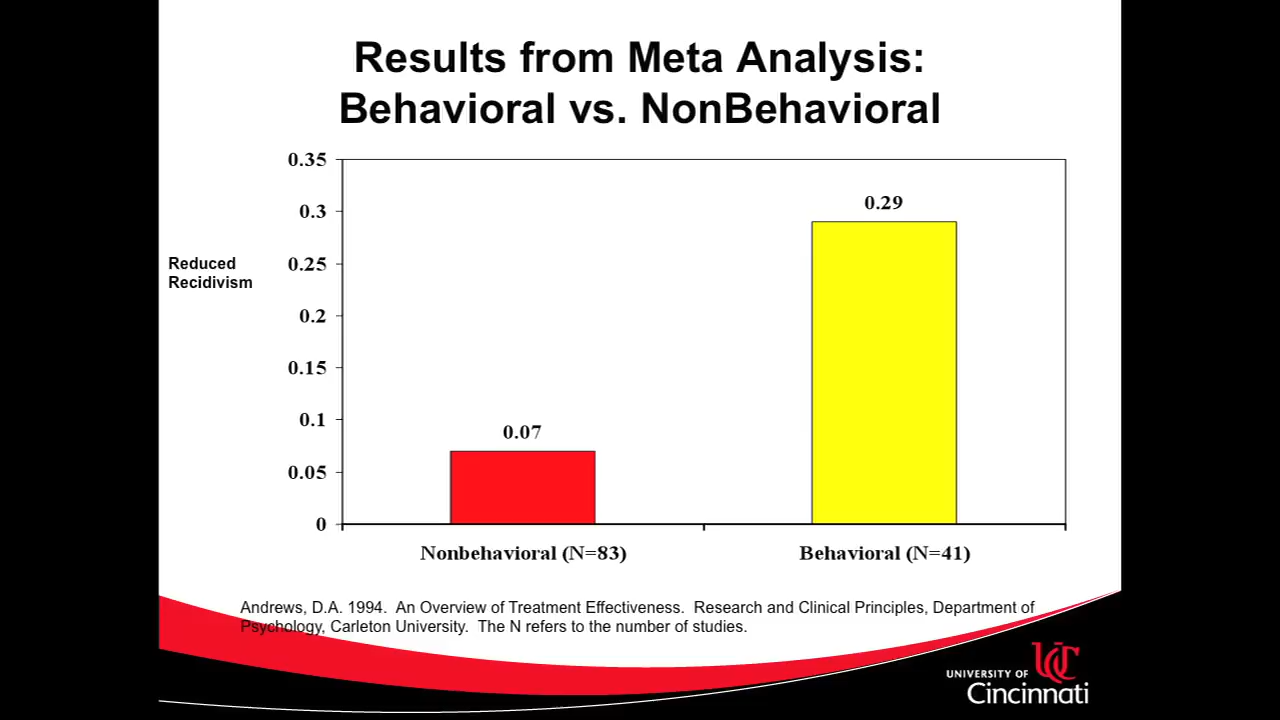 Results from Meta Analysis:
Behavioral vs. NonBehavioral
0.35
0.3
0.25
0.2
0.15
0.1
0.05
0
Reduced
Recidivism
0.07
0.29
Nonbehavioral (N=83)
Behavioral (N=41)
Andrews, D.A. 1994. An Overview of Treatment Effectiveness. Research and Clinical Principles, Department of
Psychology, Carleton University. The N refers to the number of studies.
UC
UNIVERSITY OF
Cincinnati